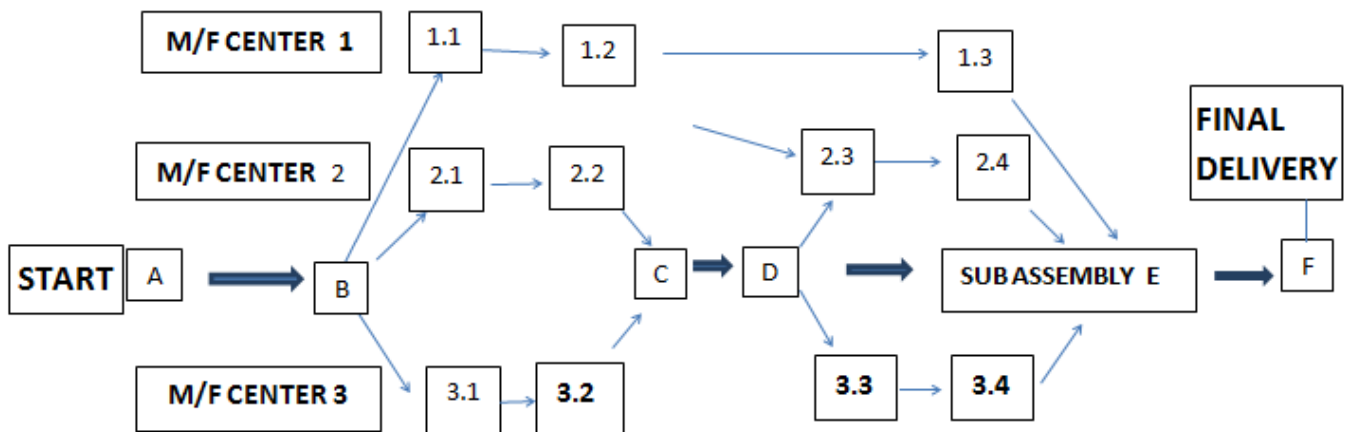 M/F CENTER 1
1.1
1.2
1.3
FINAL
DELIVERY
M/F CENTER 2
2.1
2.2
2.3
2.4
START
A
B
C
D
SUB ASSEMBLY E
F
M/F CENTER 3
3.1
3.2
3.3
3.4